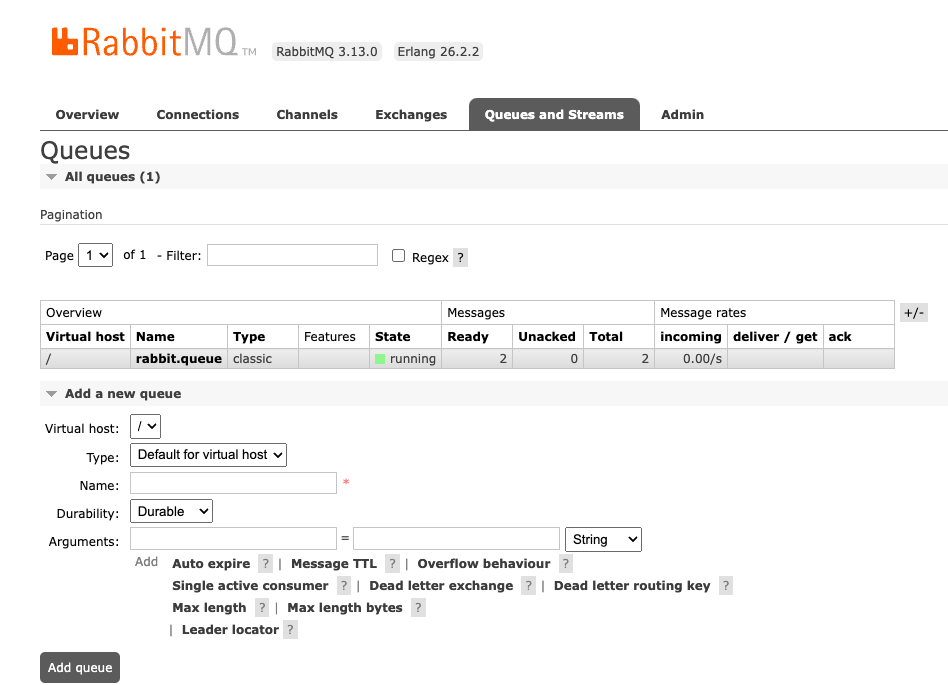 RabbitMQ TM RabbitMQ 3.13.0 Erlang 26.2.2
Overview Connections Channels Exchanges Queues and Streams Admin
Queues
All queues (1)
Pagination
Page 1 of 1 - Filter: Regex ?
Overview Messages Message rates +/-
Virtual host Name Type Features State Ready Unacked Total incoming deliver / get ack
/ rabbit.queue classic running 2 0 2 0.00/s
Add a new queue
Virtual host: /
Type: Default for virtual host
Name: *
Durability: Durable
Arguments: = String
Add Auto expire ? | Message TTL ? | Overflow behaviour ?
Single active consumer ? | Dead letter exchange ? | Dead letter routing key ?
Max length ? | Max length bytes ?
| Leader locator ?
Add queue